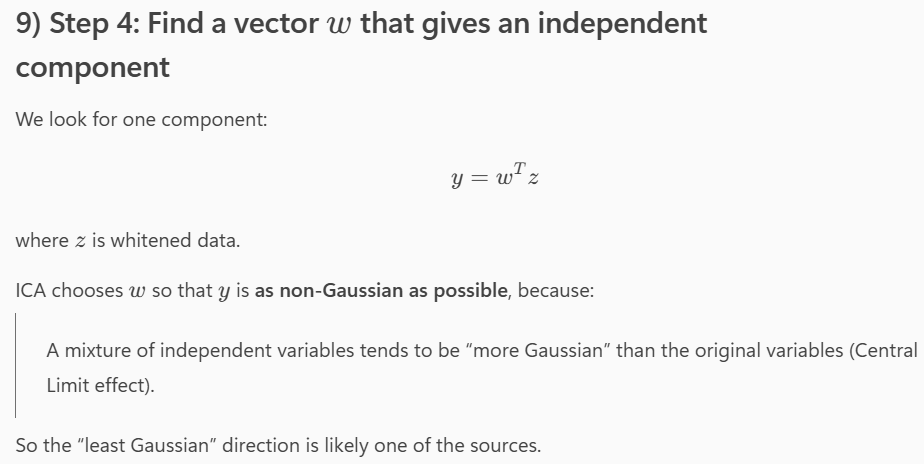 9) Step 4: Find a vector w that gives an independent
component
We look for one component:
y = wᵀz
where z is whitened data.
ICA chooses w so that y is as non-Gaussian as possible, because:
A mixture of independent variables tends to be “more Gaussian” than the original variables (Central
Limit effect).
So the “least Gaussian” direction is likely one of the sources.